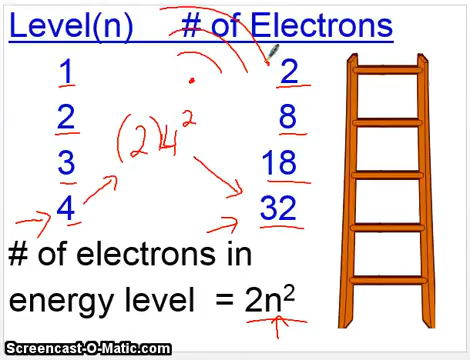 Level(n) # of Electrons
1 2
2 8
(2)4²
3 18
4 32
# of electrons in
energy level = 2n²
Screencast-O-Matic.com